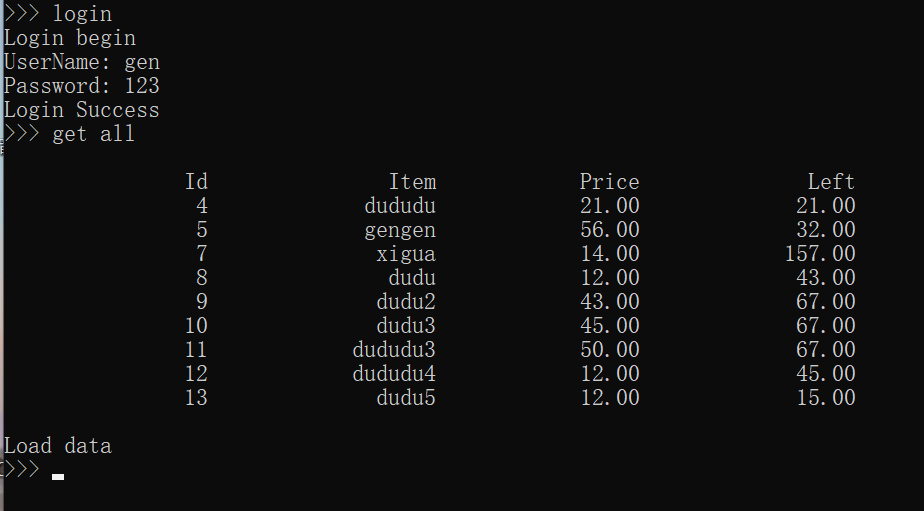 >>> login
Login begin
UserName: gen
Password: 123
Login Success
>>> get all
Id Item Price Left
4 dududu 21.00 21.00
5 gengen 56.00 32.00
7 xigua 14.00 157.00
8 dudu 12.00 43.00
9 dudu2 43.00 67.00
10 dudu3 45.00 67.00
11 dududu3 50.00 67.00
12 dududu4 12.00 45.00
13 dudu5 12.00 15.00
Load data
>>>